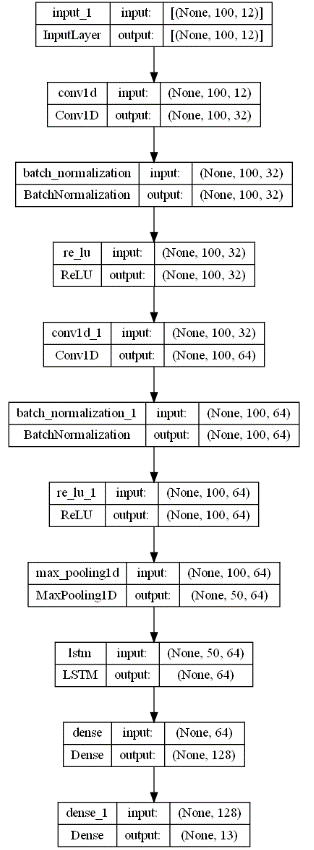 input_1 input: [(None, 100, 12)]
InputLayer output: [(None, 100, 12)]
conv1d input: (None, 100, 12)
Conv1D output: (None, 100, 32)
batch_normalization input: (None, 100, 32)
BatchNormalization output: (None, 100, 32)
re_lu input: (None, 100, 32)
ReLU output: (None, 100, 32)
conv1d_1 input: (None, 100, 32)
Conv1D output: (None, 100, 64)
batch_normalization_1 input: (None, 100, 64)
BatchNormalization output: (None, 100, 64)
re_lu_1 input: (None, 100, 64)
ReLU output: (None, 100, 64)
max_pooling1d input: (None, 100, 64)
MaxPooling1D output: (None, 50, 64)
lstm input: (None, 50, 64)
LSTM output: (None, 64)
dense input: (None, 64)
Dense output: (None, 128)
dense_1 input: (None, 128)
Dense output: (None, 13)